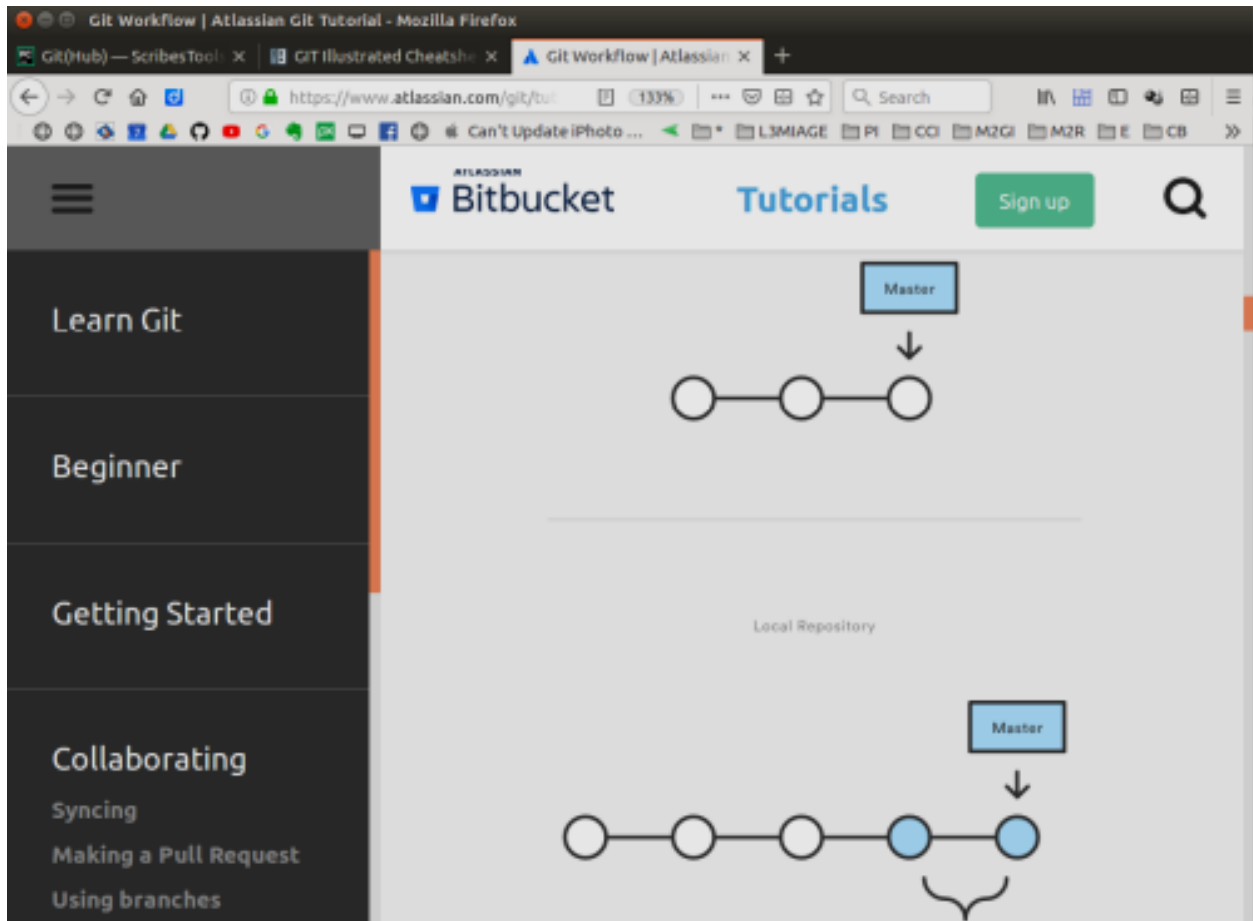 Git Workflow | Atlassian Git Tutorial - Mozilla Firefox
Git(Hub) — ScribesTools
GIT Illustrated Cheatshe
Git Workflow | Atlassian
https://www.atlassian.com/git/tut
133%
Search
Can't Update iPhoto ...
*
L3MIAGE
PI
CCI
M2GI
M2R
E
CB
ATLASSIAN
Bitbucket
Tutorials
Sign up
Master
Learn Git
Beginner
Getting Started
Local Repository
Master
Collaborating
Syncing
Making a Pull Request
Using branches